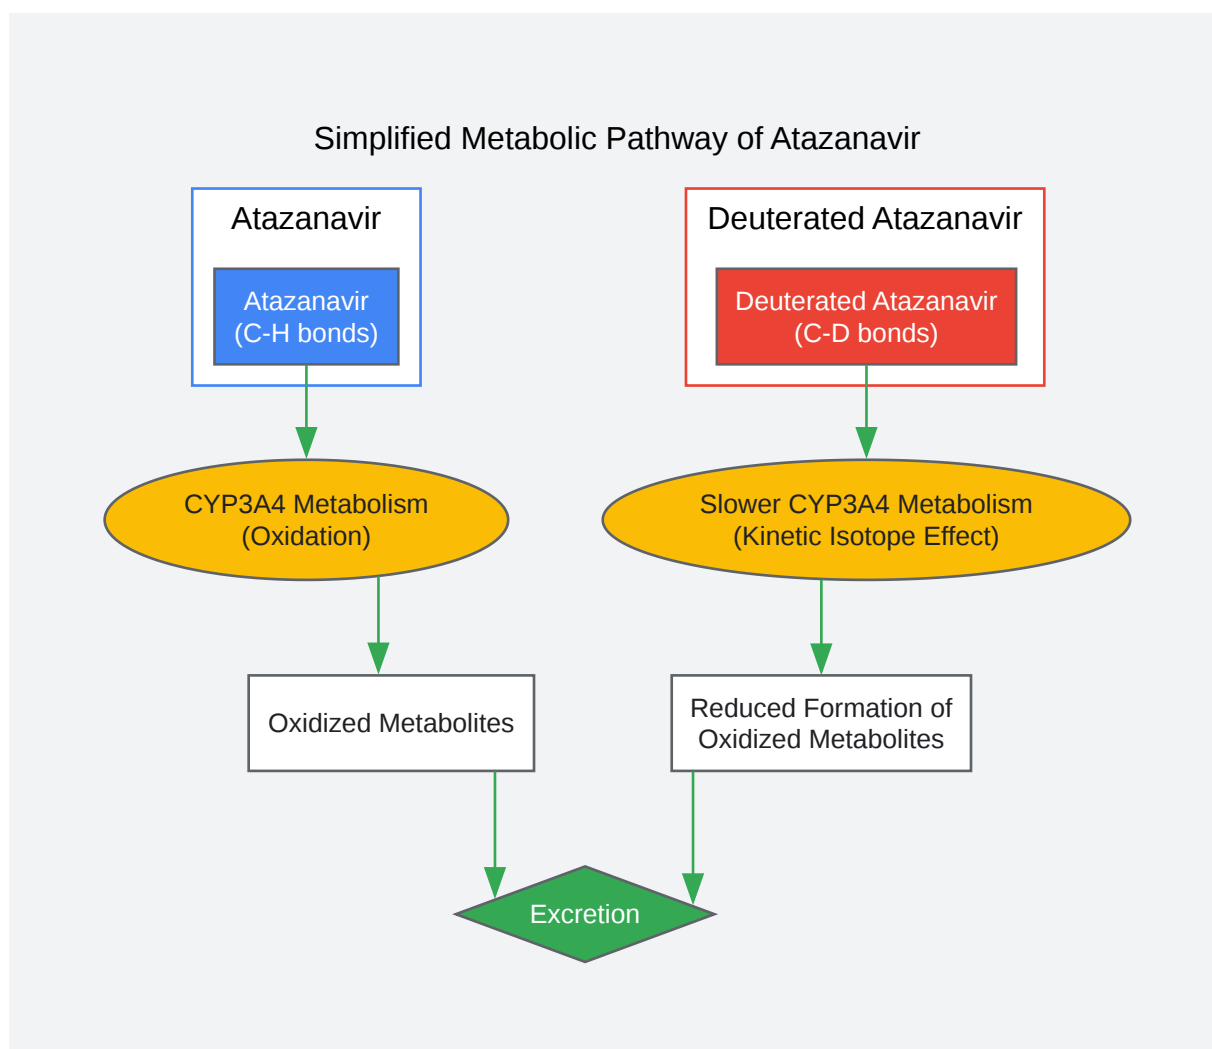 Simplified Metabolic Pathway of Atazanavir
Atazanavir
Atazanavir
(C-H bonds)
CYP3A4 Metabolism
(Oxidation)
Oxidized Metabolites
Deuterated Atazanavir
Deuterated Atazanavir
(C-D bonds)
Slower CYP3A4 Metabolism
(Kinetic Isotope Effect)
Reduced Formation of
Oxidized Metabolites
Excretion